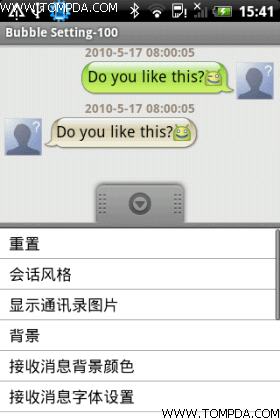 WWW.TOMPDA.COM
15:41
Bubble Setting-100
2010-5-17 08:00:05
Do you like this?
2010-5-17 08:00:05
Do you like this?
重置
会话风格
显示通讯录图片
背景
接收消息背景颜色
接收消息字体设置
WWW.TOMPDA.COM